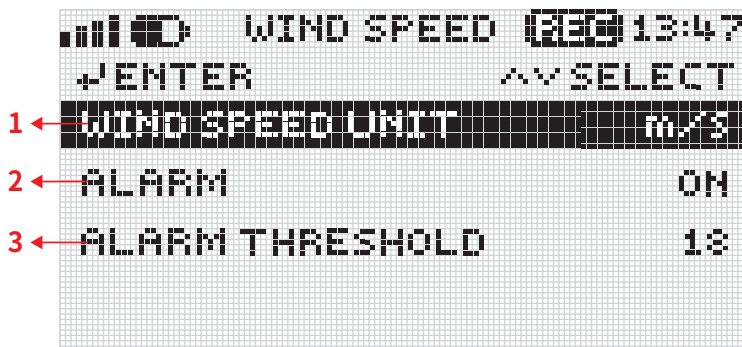 WIND SPEED REC 13:47
↵ENTER ∧∨SELECT
1 WIND SPEED UNIT m/s
2 ALARM ON
3 ALARM THRESHOLD 18